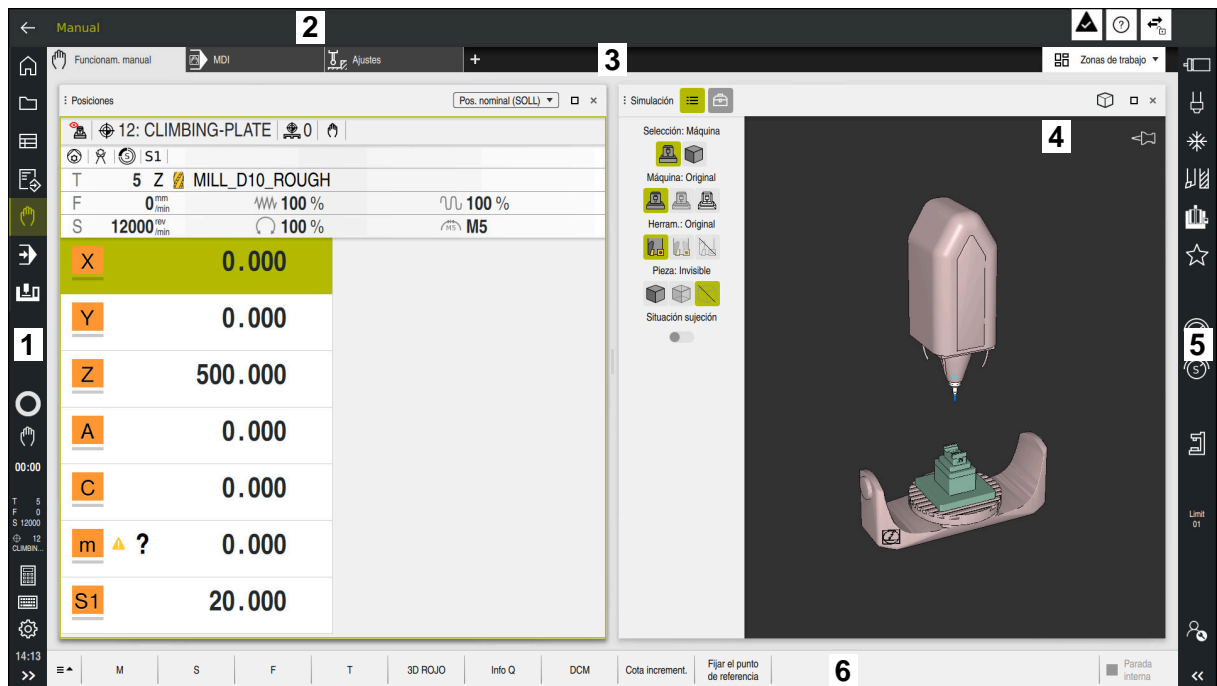 Manual
2
Funcionam. manual
MDI
Ajustes
+
3
Zonas de trabajo
Posiciones
Pos. nominal (SOLL)
12: CLIMBING-PLATE
0
S1
T 5 Z MILL_D10_ROUGH
F 0 mm/min 100 % 100 %
S 12000 rev/min 100 % M5
X 0.000
Y 0.000
Z 500.000
A 0.000
C 0.000
m ? 0.000
S1 20.000
Simulación
Selección: Máquina
Máquina: Original
Herram.: Original
Pieza: Invisible
Situación sujeción
4
1
00:00
T 5
F 0
S 12000
12
CLIMBIN...
14:13
5
S
Limit
01
M
S
F
T
3D ROJO
Info Q
DCM
Cota increment.
Fijar el punto
de referencia
6
Parada
interna